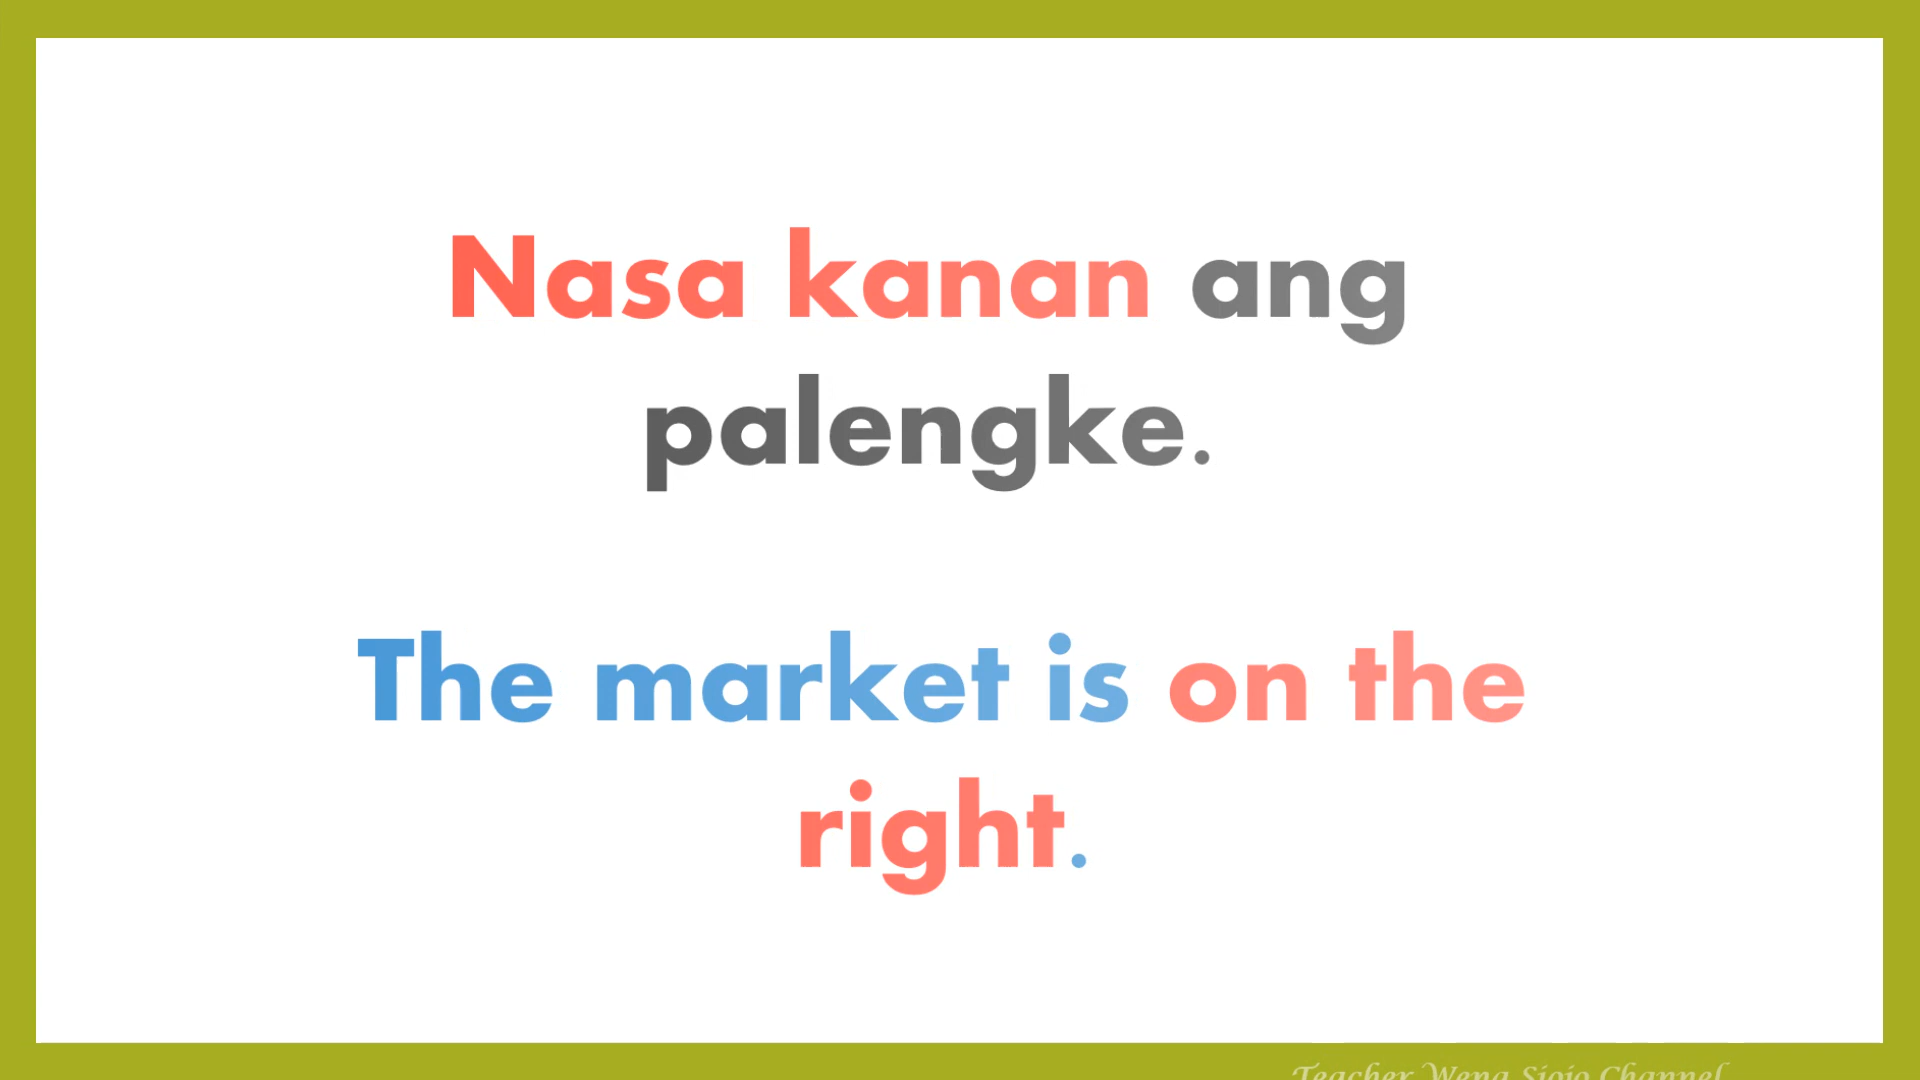 Nasa kanan ang
palengke.
The market is on the
right.
Teacher Weng Siojo Channel